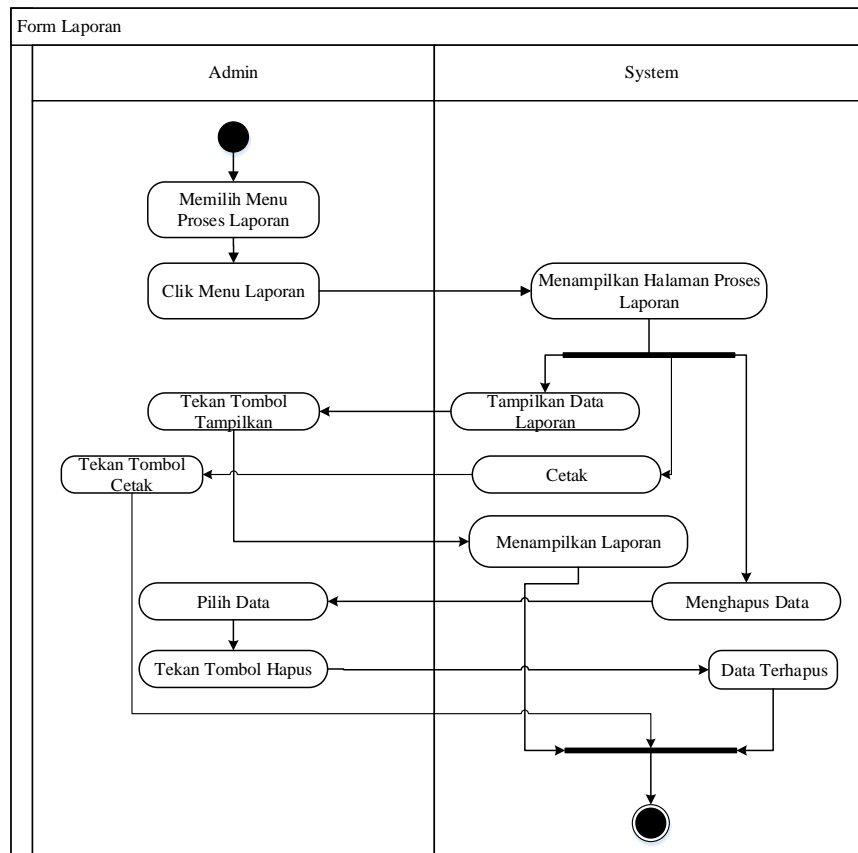 Form Laporan
Admin
System
Memilih Menu
Proses Laporan
Clik Menu Laporan
Menampilkan Halaman Proses
Laporan
Tekan Tombol
Tampilkan
Tampilkan Data
Laporan
Tekan Tombol
Cetak
Cetak
Menampilkan Laporan
Pilih Data
Menghapus Data
Tekan Tombol Hapus
Data Terhapus